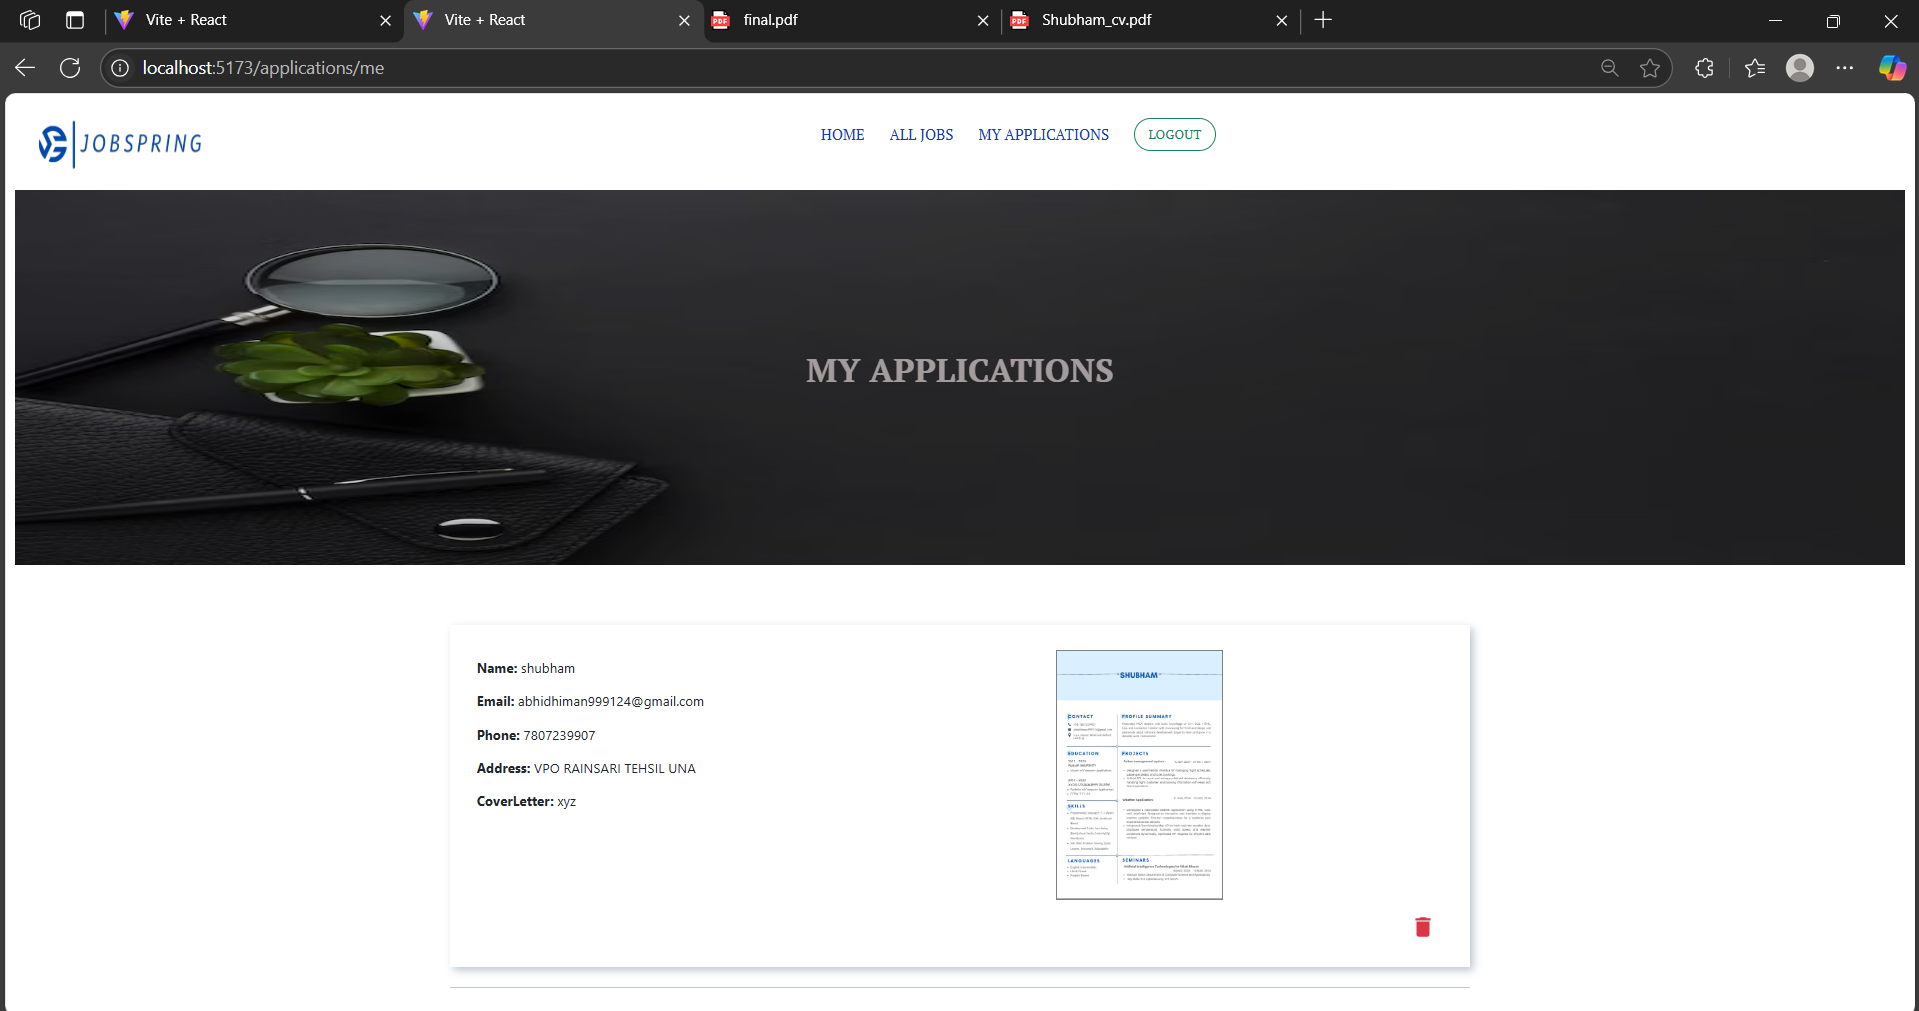 Vite + React
Vite + React
final.pdf
Shubham_cv.pdf
localhost:5173/applications/me
JOBSPRING
HOME
ALL JOBS
MY APPLICATIONS
LOGOUT
MY APPLICATIONS
Name: shubham
Email: abhidhiman999124@gmail.com
Phone: 7807239907
Address: VPO RAINSARI TEHSIL UNA
CoverLetter: xyz
SHUBHAM
CONTACT
PROFILE SUMMARY
EDUCATION
PROJECTS
SKILLS
LANGUAGES
SEMINARS